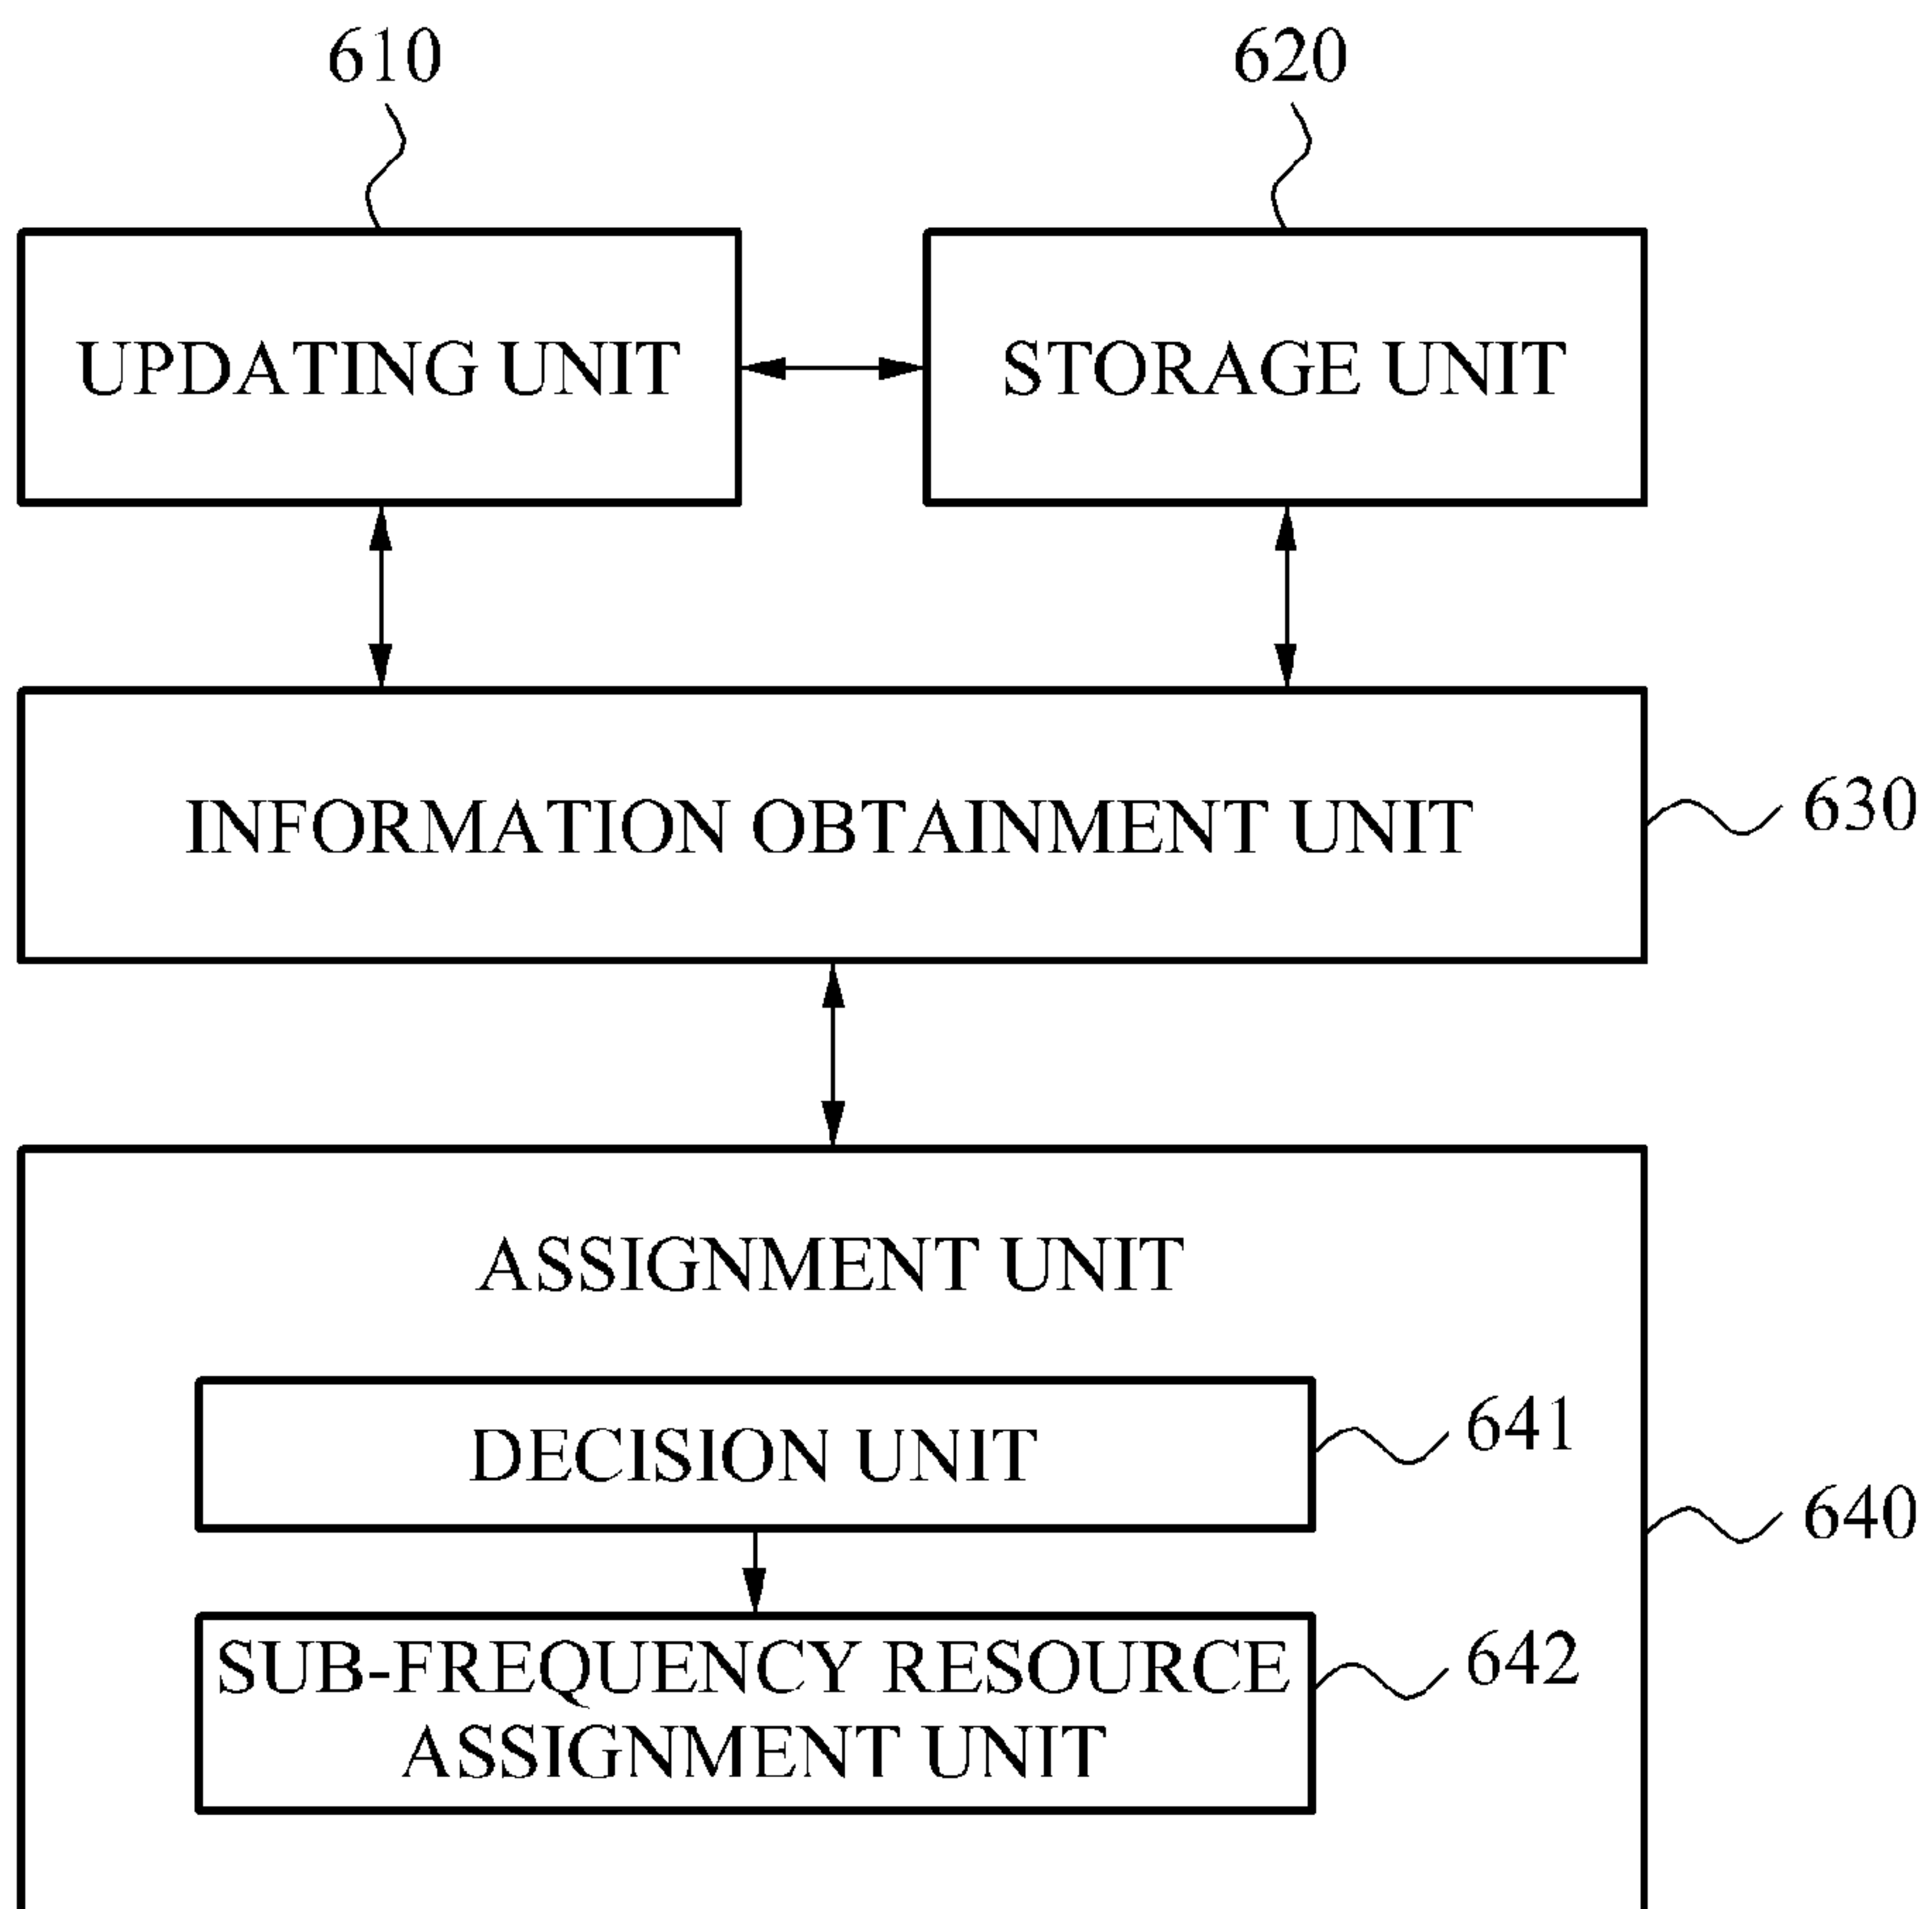 610
620
UPDATING UNIT
STORAGE UNIT
INFORMATION OBTAINMENT UNIT
630
ASSIGNMENT UNIT
DECISION UNIT
641
640
SUB-FREQUENCY RESOURCE
ASSIGNMENT UNIT
642